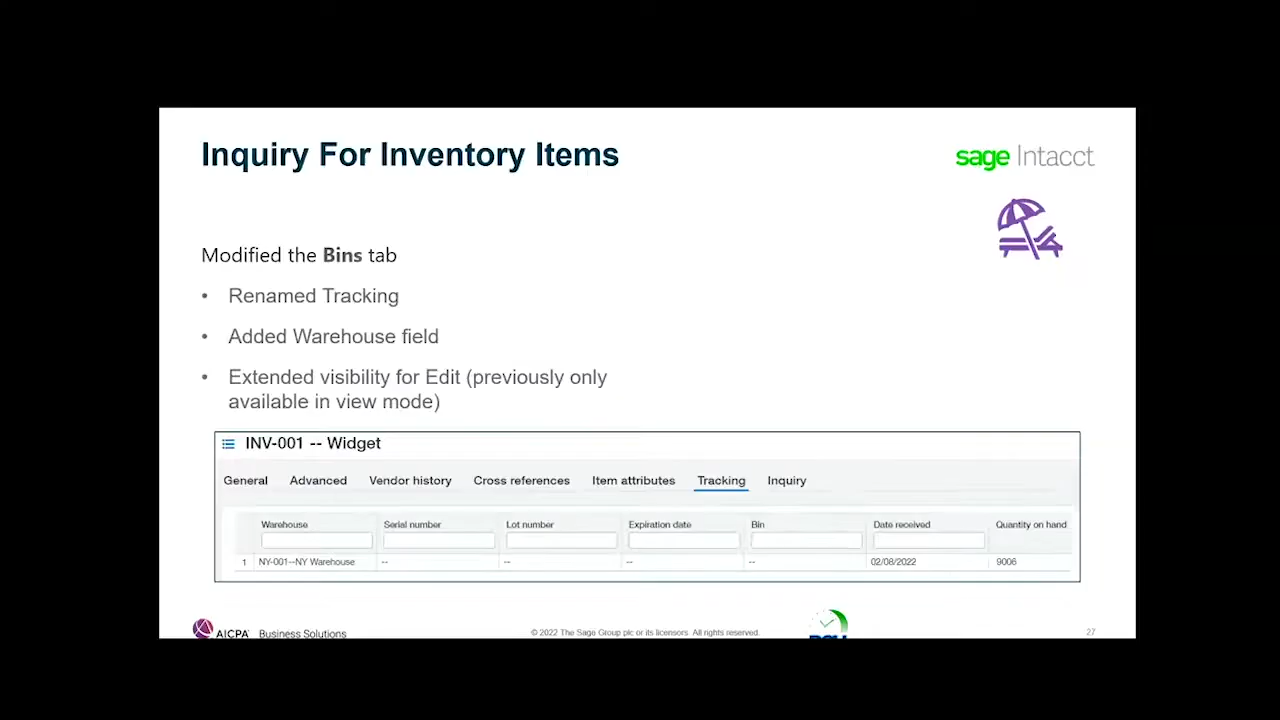 Inquiry For Inventory Items
sage Intacct
Modified the Bins tab
• Renamed Tracking
• Added Warehouse field
• Extended visibility for Edit (previously only
available in view mode)
INV-001 -- Widget
General Advanced Vendor history Cross references Item attributes Tracking Inquiry
Warehouse Serial number Lot number Expiration date Bin Date received Quantity on hand
1 NY-001--NY Warehouse -- -- -- -- 02/08/2022 9006
AICPA Business Solutions © 2022 The Sage Group plc or its licensors. All rights reserved. 27